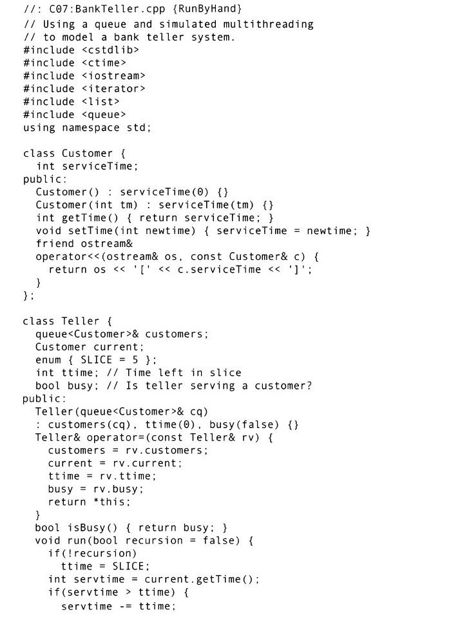 //: C07:BankTeller.cpp {RunByHand}
// Using a queue and simulated multithreading
// to model a bank teller system.
#include <cstdlib>
#include <ctime>
#include <iostream>
#include <iterator>
#include <list>
#include <queue>
using namespace std;

class Customer {
  int serviceTime;
public:
  Customer() : serviceTime(0) {}
  Customer(int tm) : serviceTime(tm) {}
  int getTime() { return serviceTime; }
  void setTime(int newtime) { serviceTime = newtime; }
  friend ostream&
  operator<<(ostream& os, const Customer& c) {
    return os << '[' << c.serviceTime << ']';
  }
};

class Teller {
  queue<Customer>& customers;
  Customer current;
  enum { SLICE = 5 };
  int ttime; // Time left in slice
  bool busy; // Is teller serving a customer?
public:
  Teller(queue<Customer>& cq)
  : customers(cq), ttime(0), busy(false) {}
  Teller& operator=(const Teller& rv) {
    customers = rv.customers;
    current = rv.current;
    ttime = rv.ttime;
    busy = rv.busy;
    return *this;
  }
  bool isBusy() { return busy; }
  void run(bool recursion = false) {
    if(!recursion)
      ttime = SLICE;
    int servtime = current.getTime();
    if(servtime > ttime) {
      servtime -= ttime;